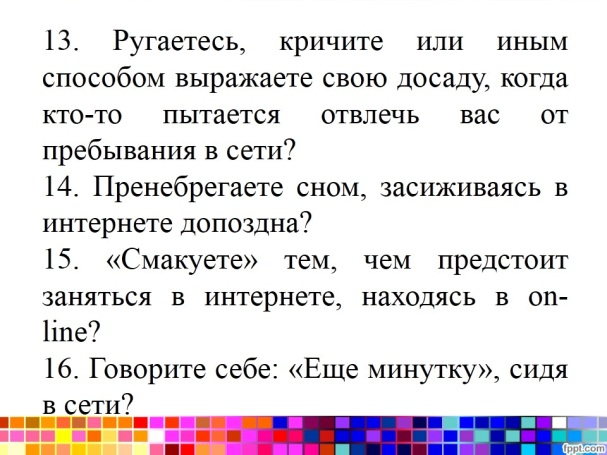 13. Ругаетесь, кричите или иным
способом выражаете свою досаду, когда
кто-то пытается отвлечь вас от
пребывания в сети?
14. Пренебрегаете сном, засиживаясь в
интернете допоздна?
15. «Смакуете» тем, чем предстоит
заняться в интернете, находясь в on-
line?
16. Говорите себе: «Еще минутку», сидя
в сети?
fppt.com